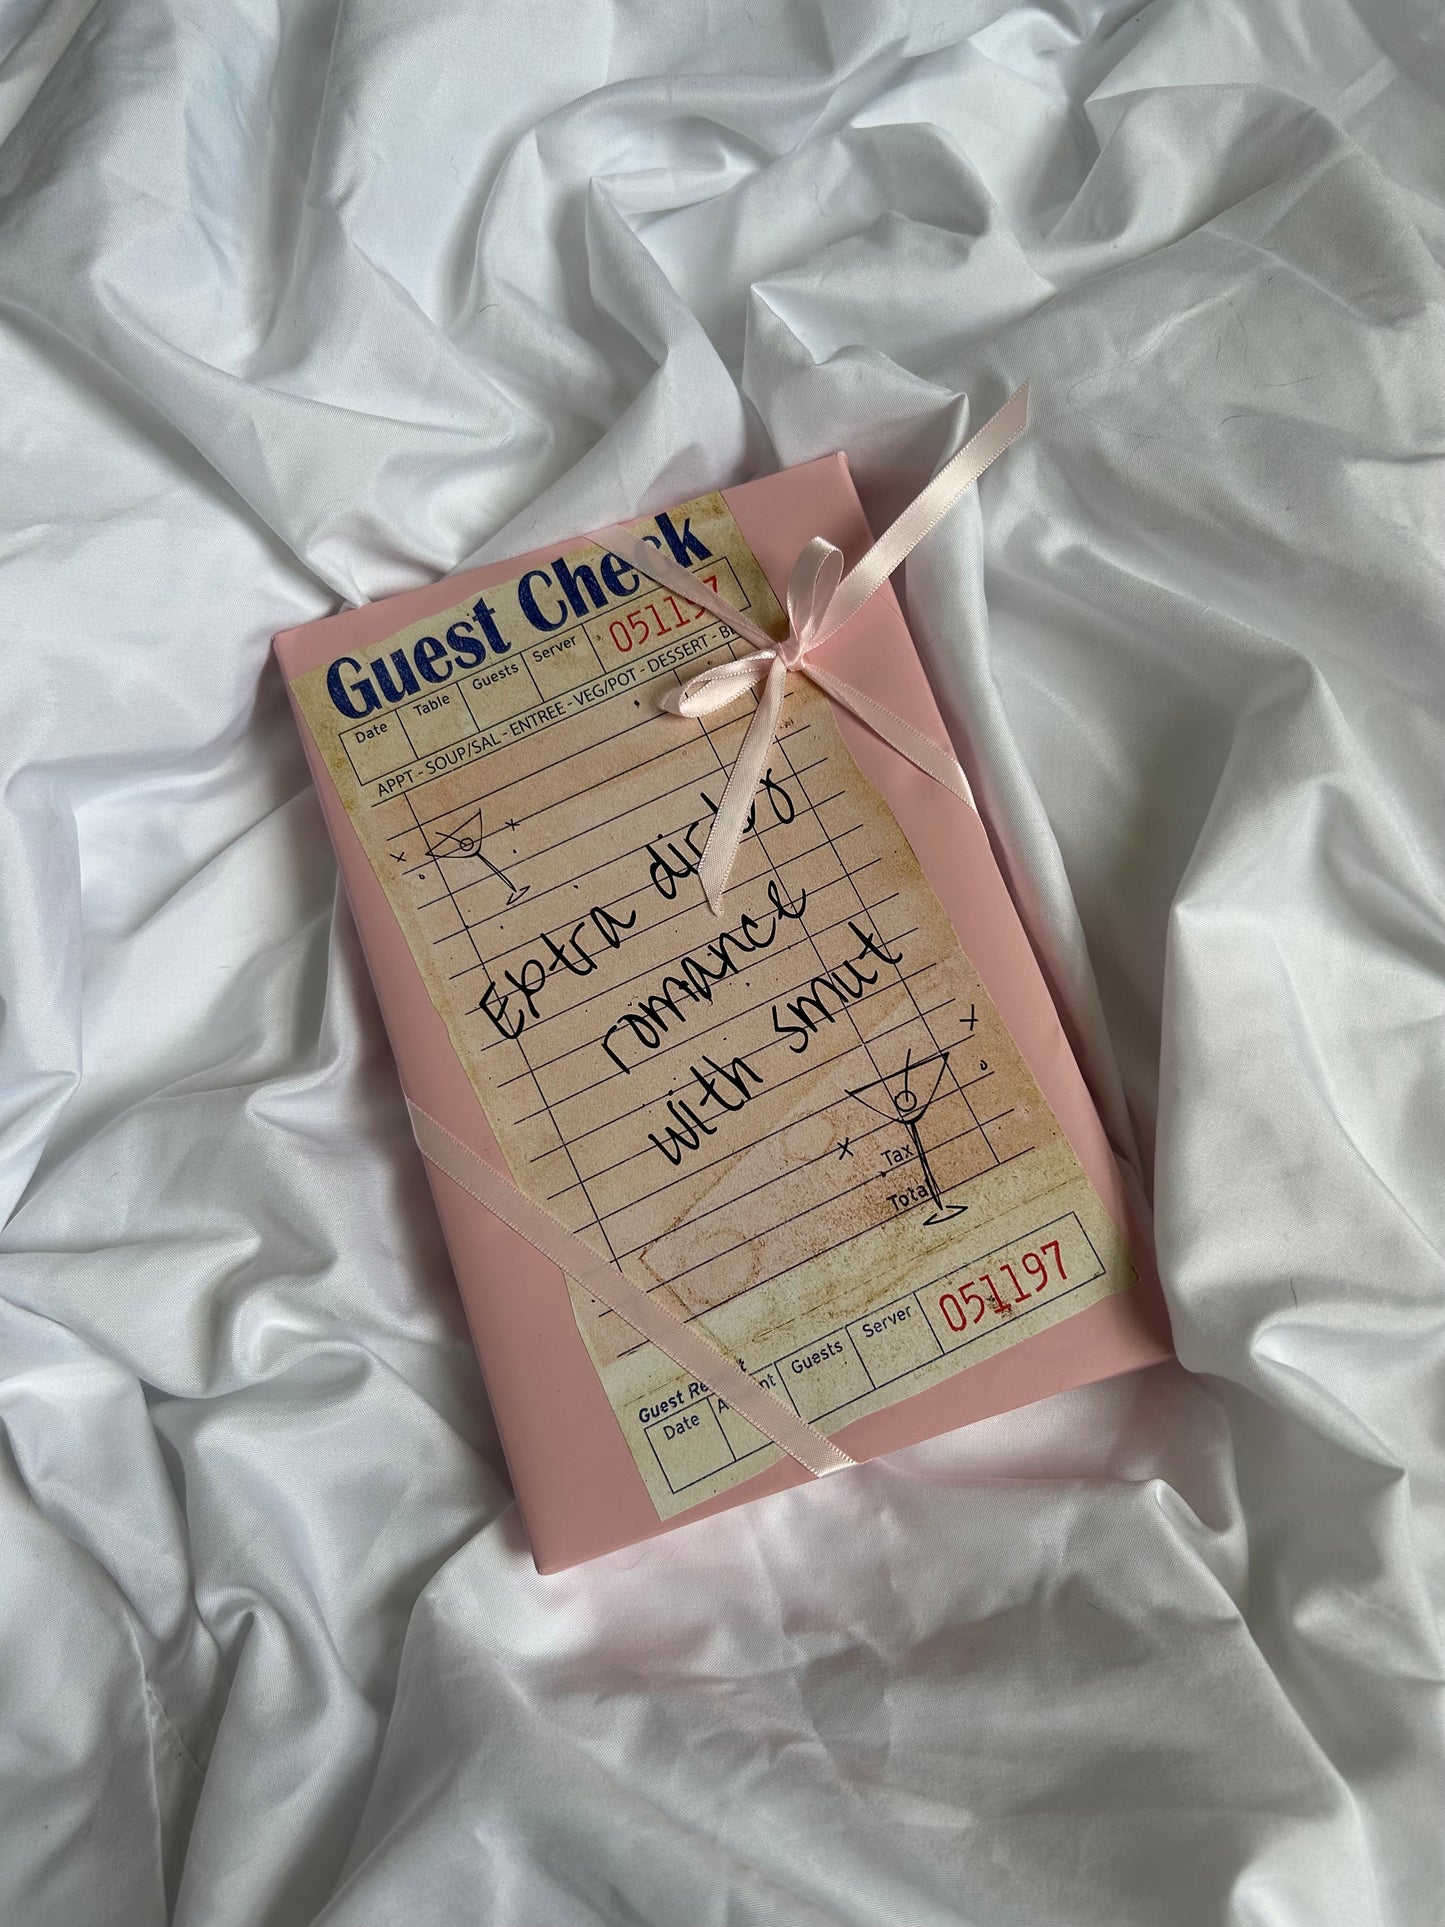 Guest Check
Date Table Guests Server 051197
APPT - SOUP/SAL - ENTREE - VEG/POT - DESSERT -
Extra dirty
romance
with smut
Tax
Total
051197
Guest
Date Guests Server